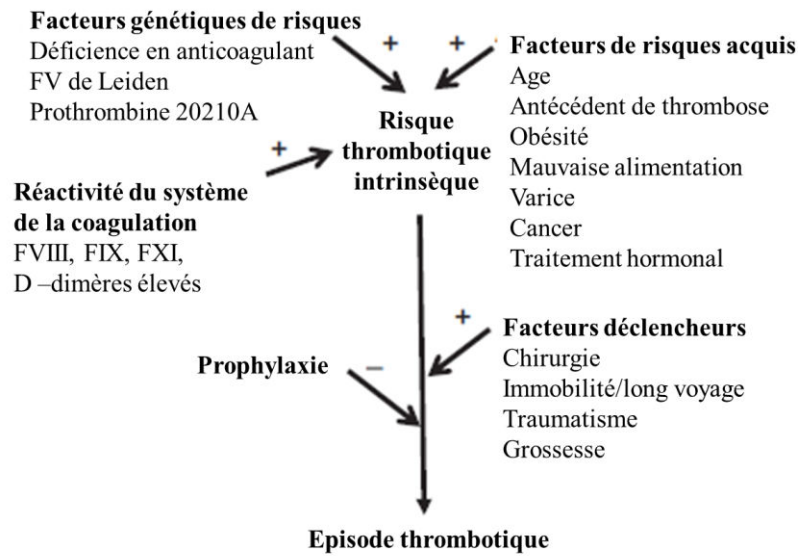 Facteurs génétiques de risques
Déficience en anticoagulant
FV de Leiden
Prothrombine 20210A
+
+
Facteurs de risques acquis
Age
Antécédent de thrombose
Obésité
Mauvaise alimentation
Varice
Cancer
Traitement hormonal
Risque
thrombotique
intrinsèque
+
Réactivité du système
de la coagulation
FVIII, FIX, FXI,
D –dimères élevés
+
Facteurs déclencheurs
Chirurgie
Immobilité/long voyage
Traumatisme
Grossesse
Prophylaxie
–
Episode thrombotique